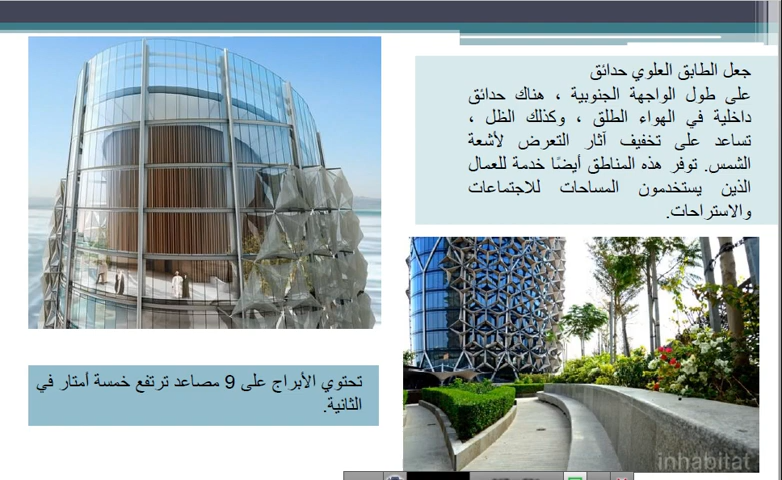 جعل الطابق العلوي حدائق
على طول الواجهة الجنوبية ، هناك حدائق
داخلية في الهواء الطلق ، وكذلك الظل ،
تساعد على تخفيف آثار التعرض لأشعة
الشمس. توفر هذه المناطق أيضًا خدمة للعمال
الذين يستخدمون المساحات للاجتماعات
والاستراحات.
تحتوي الأبراج على 9 مصاعد ترتفع خمسة أمتار في
الثانية.
inhabitat